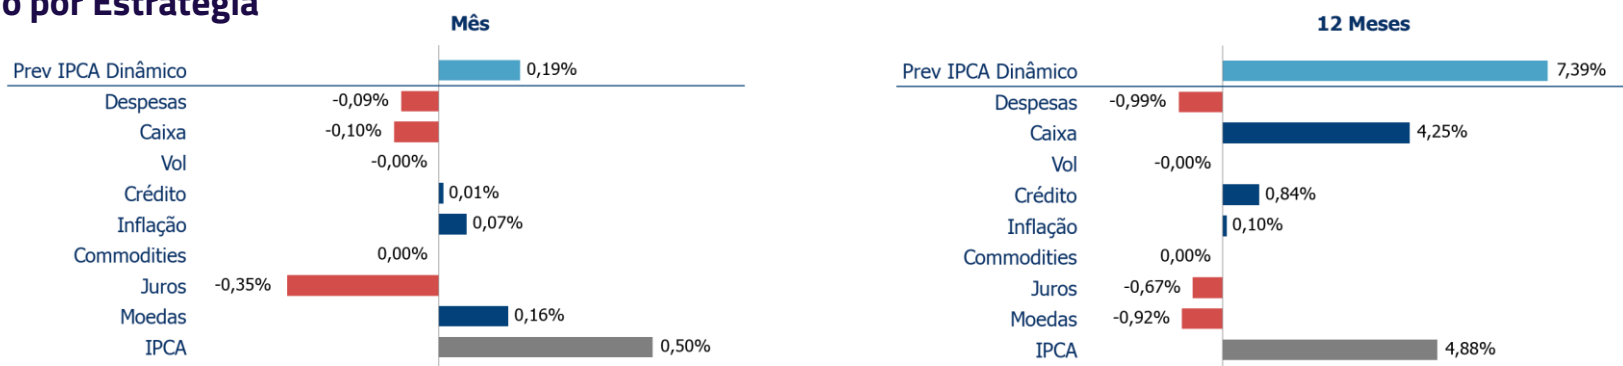 o por Estratégia
Mês
Prev IPCA Dinâmico 0,19%
Despesas -0,09%
Caixa -0,10%
Vol -0,00%
Crédito 0,01%
Inflação 0,07%
Commodities 0,00%
Juros -0,35%
Moedas 0,16%
IPCA 0,50%
12 Meses
Prev IPCA Dinâmico 7,39%
Despesas -0,99%
Caixa 4,25%
Vol -0,00%
Crédito 0,84%
Inflação 0,10%
Commodities 0,00%
Juros -0,67%
Moedas -0,92%
IPCA 4,88%